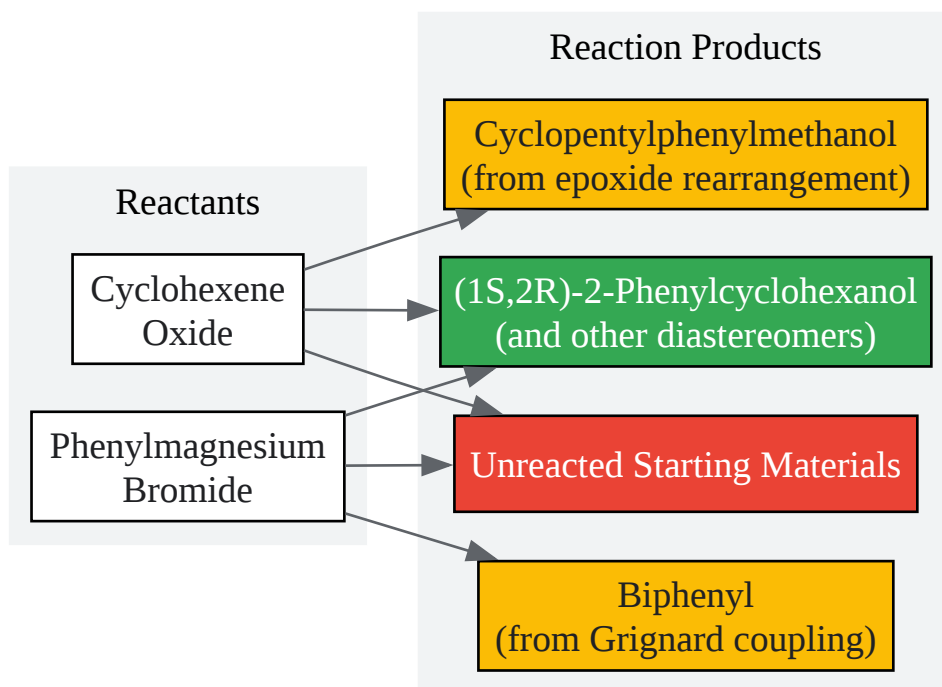 Reaction Products
Cyclopentylphenylmethanol
(from epoxide rearrangement)
Reactants
Cyclohexene
Oxide
(1S,2R)-2-Phenylcyclohexanol
(and other diastereomers)
Phenylmagnesium
Bromide
Unreacted Starting Materials
Biphenyl
(from Grignard coupling)